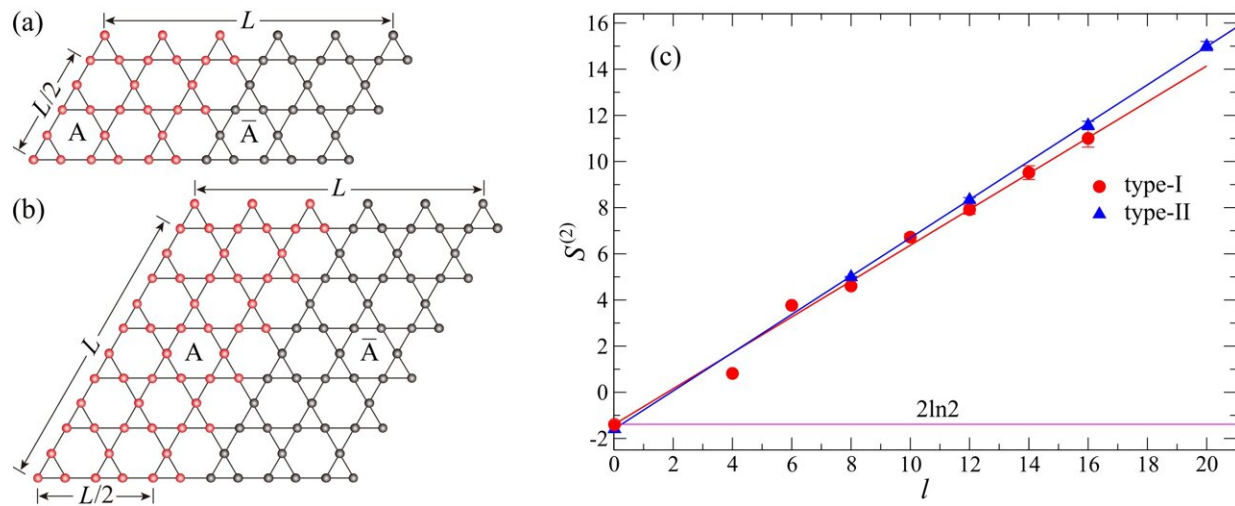 (a)
L
L/2
A
A̅
(b)
L
L
A
A̅
L/2
(c)
16
14
12
10
8
6
4
2
0
-2
S(2)
type-I
type-II
2ln2
0 2 4 6 8 10 12 14 16 18 20
l